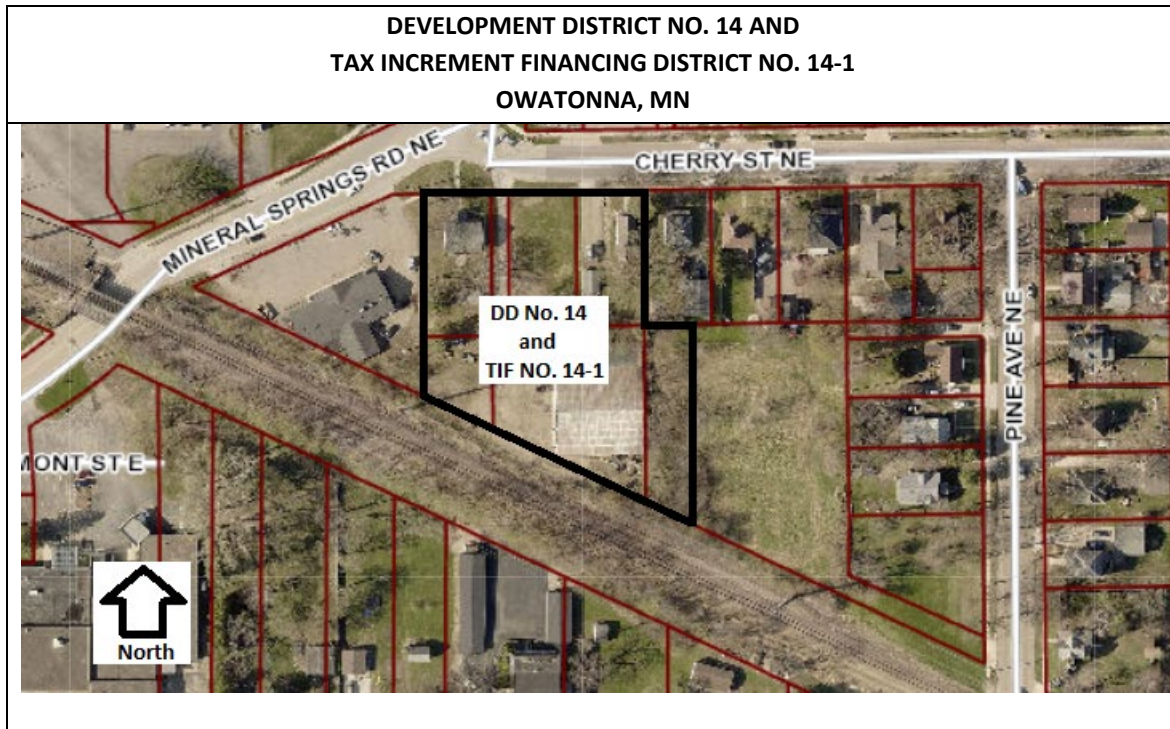 DEVELOPMENT DISTRICT NO. 14 AND
TAX INCREMENT FINANCING DISTRICT NO. 14-1
OWATONNA, MN
CHERRY ST NE
MINERAL SPRINGS RD NE
DD No. 14
and
TIF NO. 14-1
PINE AVE NE
MONT ST E
North